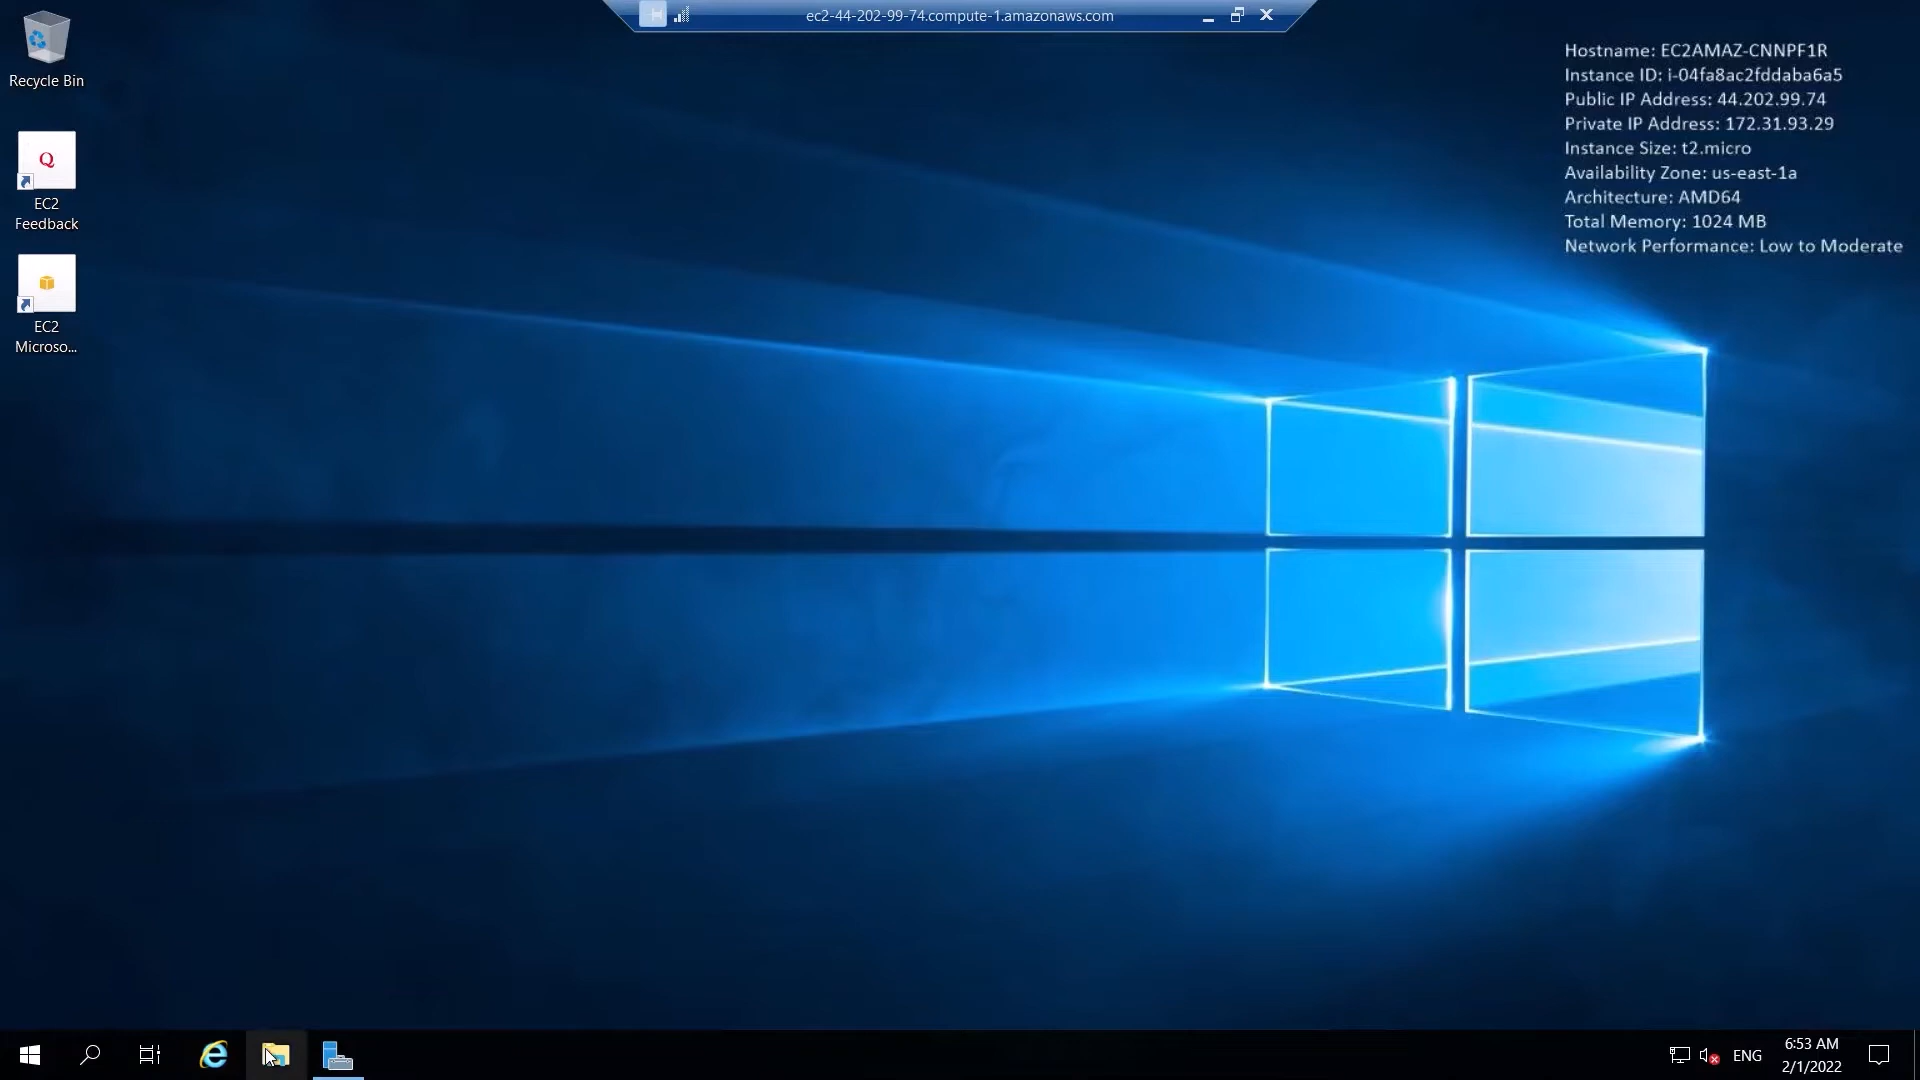 ec2-44-202-99-74.compute-1.amazonaws.com
Hostname: EC2AMAZ-CNNPF1R
Instance ID: i-04fa8ac2fddaba6a5
Public IP Address: 44.202.99.74
Private IP Address: 172.31.93.29
Instance Size: t2.micro
Availability Zone: us-east-1a
Architecture: AMD64
Total Memory: 1024 MB
Network Performance: Low to Moderate
Recycle Bin
Q
EC2
Feedback
EC2
Microso...
ENG
6:53 AM
2/1/2022